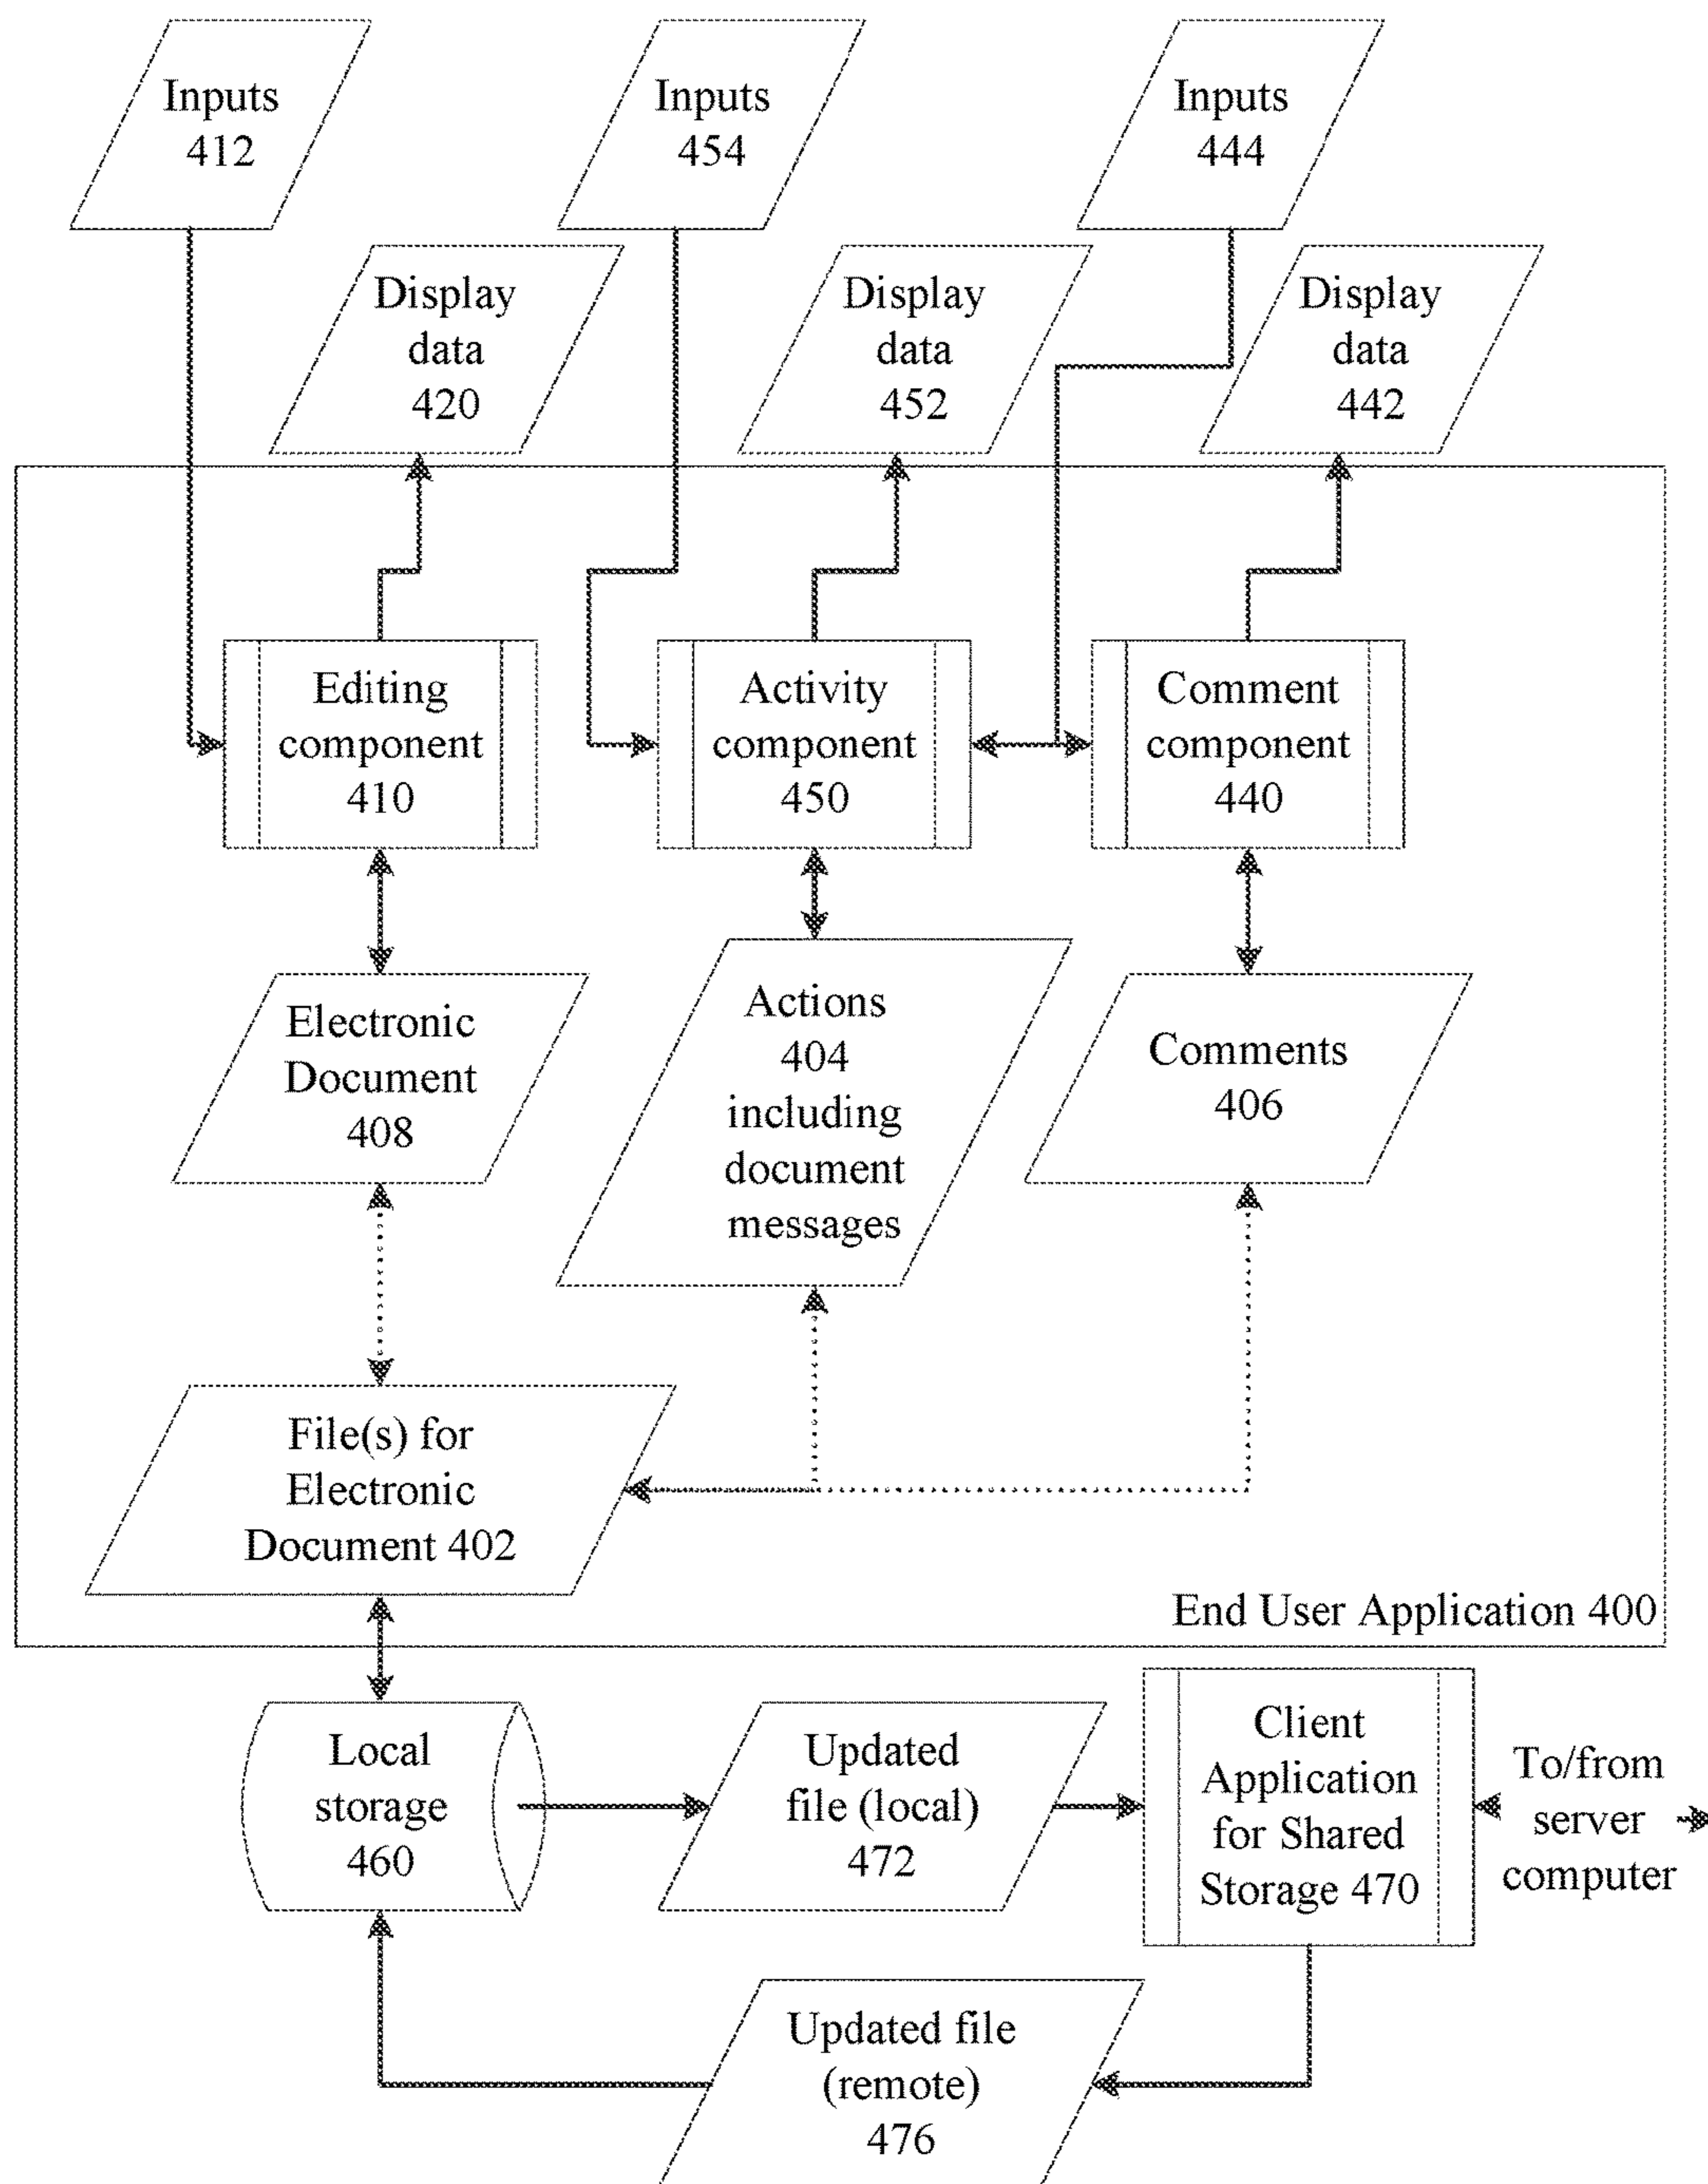 Inputs
412
Inputs
454
Inputs
444
Display
data
420
Display
data
452
Display
data
442
Editing
component
410
Activity
component
450
Comment
component
440
Electronic
Document
408
Actions
404
including
document
messages
Comments
406
File(s) for
Electronic
Document 402
End User Application 400
Local
storage
460
Updated
file (local)
472
Client
Application
for Shared
Storage 470
To/from
server
computer
Updated file
(remote)
476